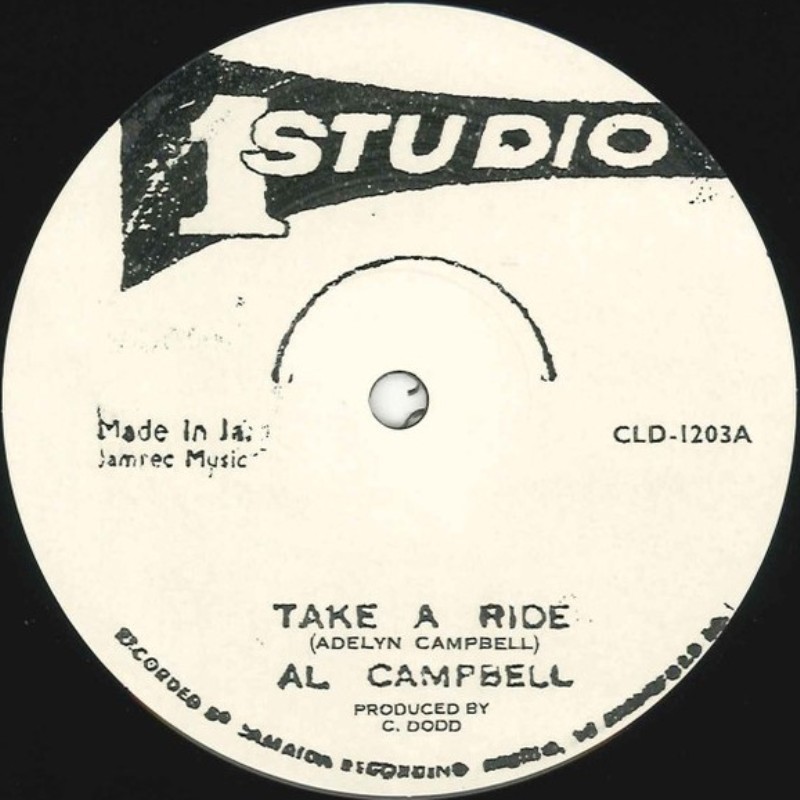 1 STUDIO
Made In Ja
Jamrec Music
CLD-1203A
TAKE A RIDE
(ADELYN CAMPBELL)
AL CAMPBELL
PRODUCED BY
C. DODD
RECORDED BY JAMAICA RECORDING